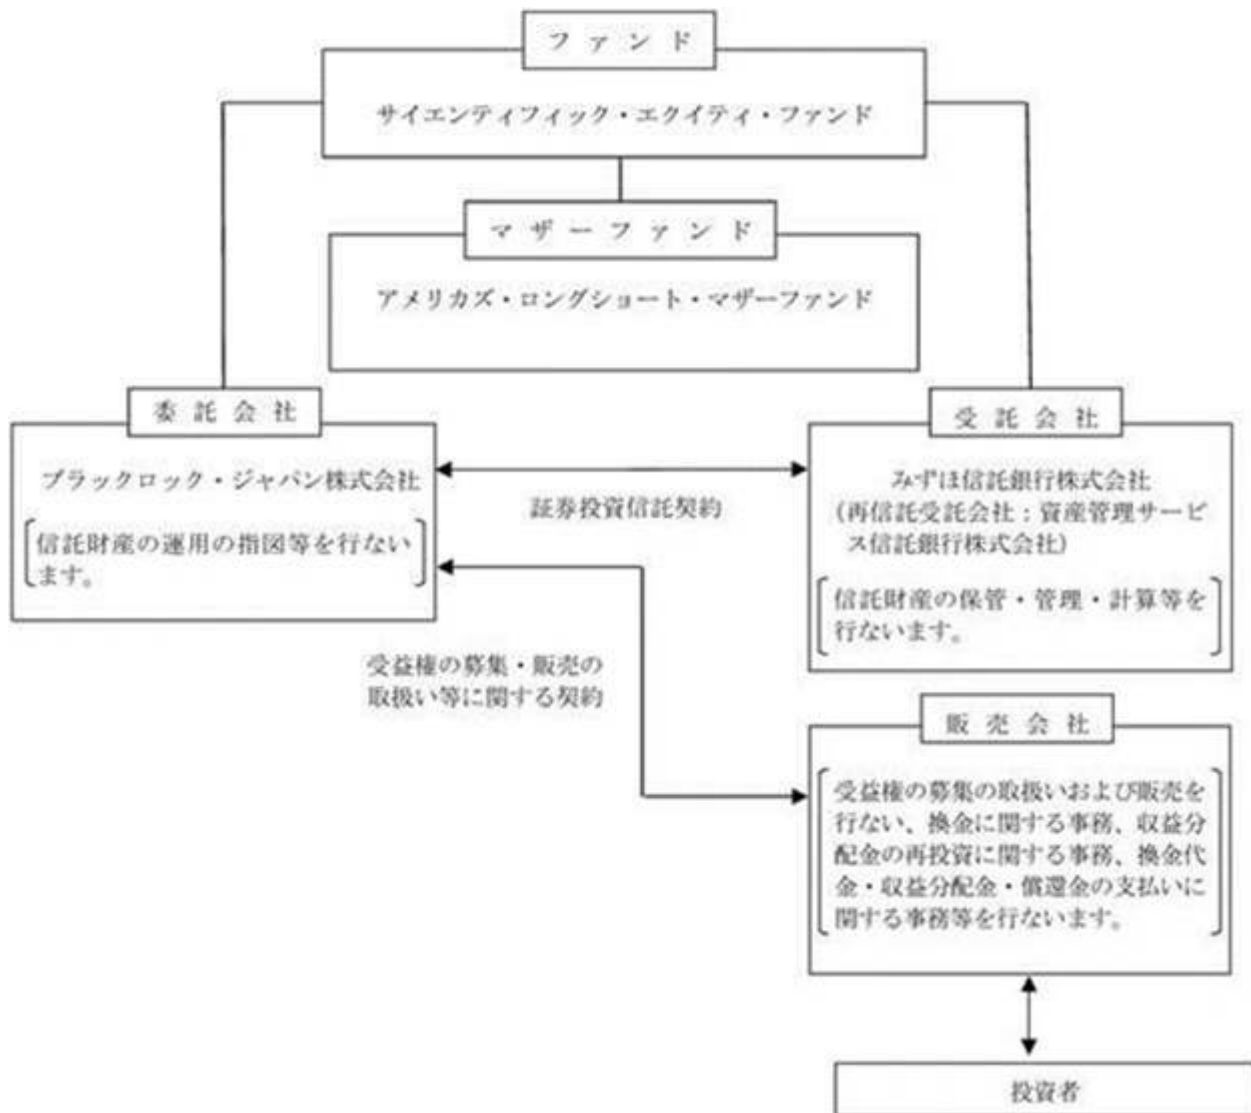 ファンド
サイエンティフィック・エクイティ・ファンド
マザーファンド
アメリカズ・ロングショート・マザーファンド
委託会社
ブラックロック・ジャパン株式会社
信託財産の運用の指図等を行ない
ます。
証券投資信託契約
受託会社
みずほ信託銀行株式会社
(再信託受託会社:資産管理サービ
ス信託銀行株式会社)
信託財産の保管・管理・計算等を
行ないます。
受益権の募集・販売の
取扱い等に関する契約
販売会社
受益権の募集の取扱いおよび販売を
行ない、換金に関する事務、収益分
配金の再投資に関する事務、換金代
金・収益分配金・償還金の支払いに
関する事務等を行ないます。
投資者